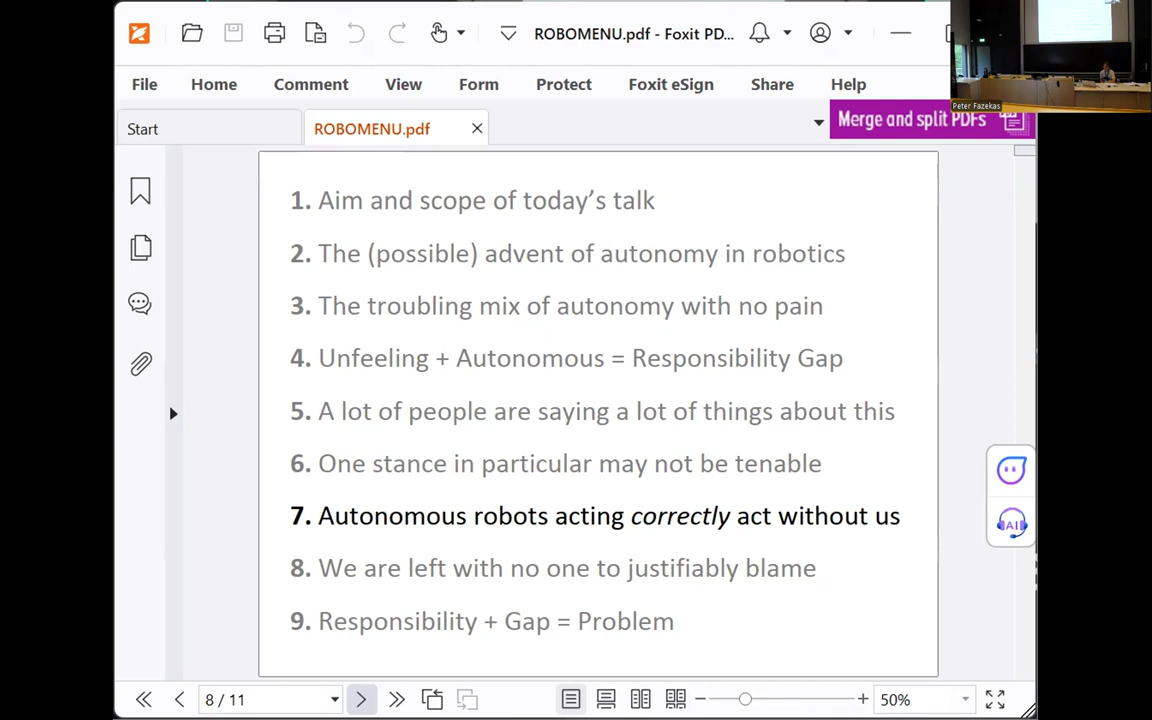 ROBOMENU.pdf - Foxit PD...
File Home Comment View Form Protect Foxit eSign Share Help
Peter Fazekas
Start
ROBOMENU.pdf
Merge and split PDFs
1. Aim and scope of today's talk
2. The (possible) advent of autonomy in robotics
3. The troubling mix of autonomy with no pain
4. Unfeeling + Autonomous = Responsibility Gap
5. A lot of people are saying a lot of things about this
6. One stance in particular may not be tenable
7. Autonomous robots acting correctly act without us
AI
8. We are left with no one to justifiably blame
9. Responsibility + Gap = Problem
8 / 11
50%